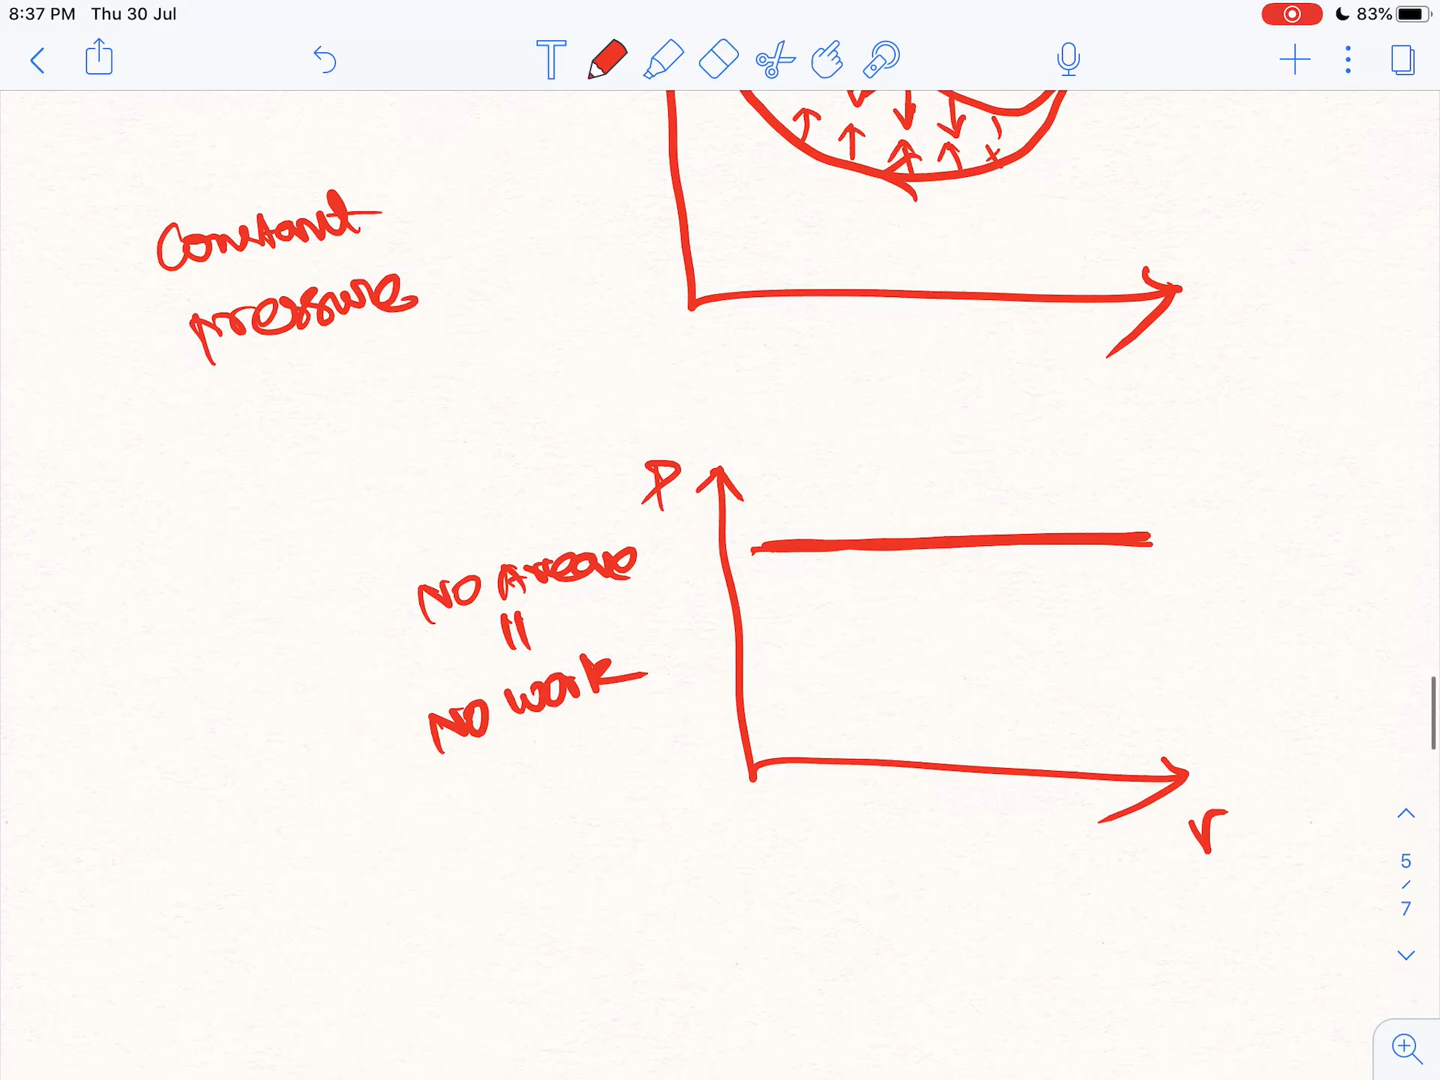 8:37 PM Thu 30 Jul
83%
T
Constant
pressure
P
NO Area
=
NO work
V
5
/
7